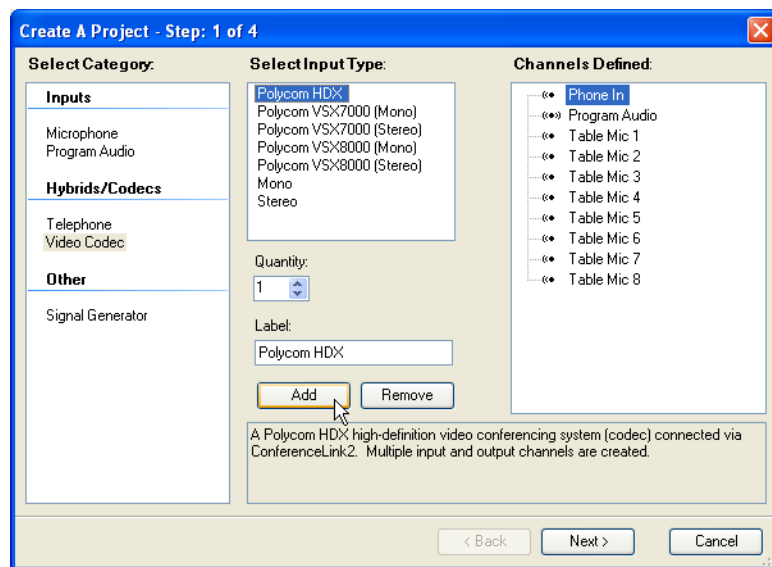 Create A Project - Step: 1 of 4
Select Category:
Inputs
Microphone
Program Audio
Hybrids/Codecs
Telephone
Video Codec
Other
Signal Generator
Select Input Type:
Polycom HDX
Polycom VSX7000 (Mono)
Polycom VSX7000 (Stereo)
Polycom VSX8000 (Mono)
Polycom VSX8000 (Stereo)
Mono
Stereo
Quantity:
1
Label:
Polycom HDX
Add
Remove
Channels Defined:
Phone In
Program Audio
Table Mic 1
Table Mic 2
Table Mic 3
Table Mic 4
Table Mic 5
Table Mic 6
Table Mic 7
Table Mic 8
A Polycom HDX high-definition video conferencing system (codec) connected via
ConferenceLink2.  Multiple input and output channels are created.
< Back
Next >
Cancel